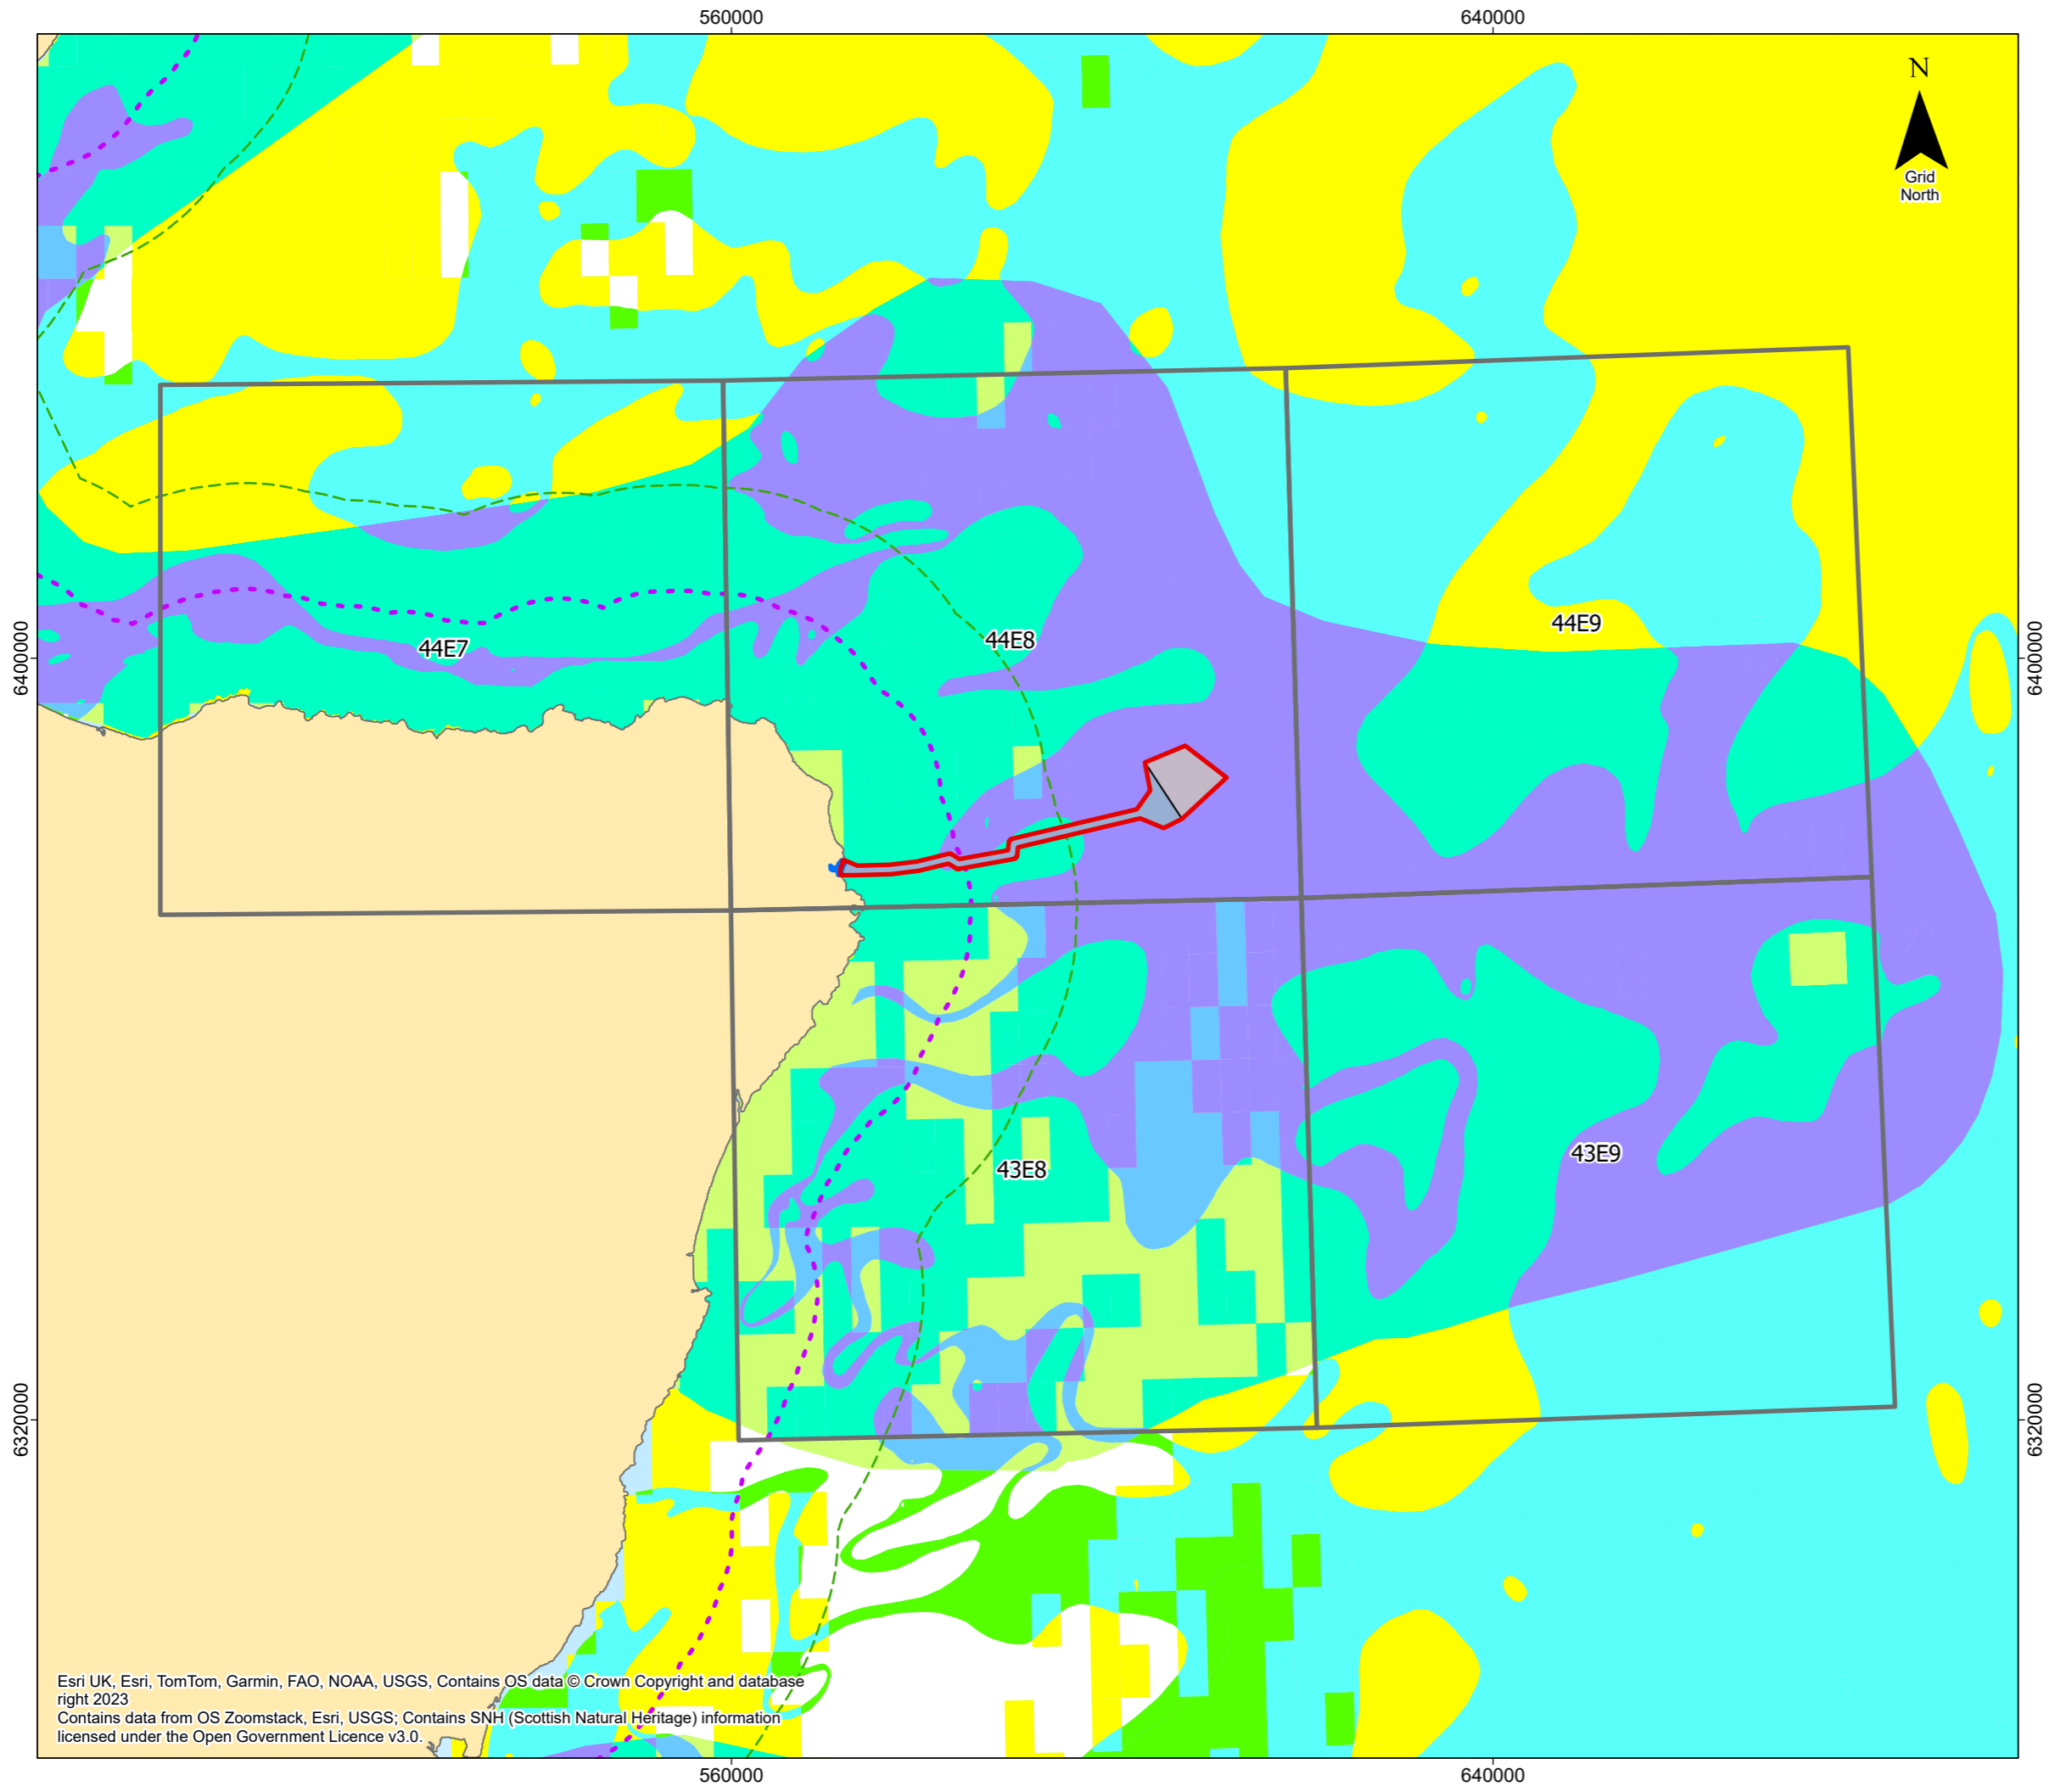 560000
640000
N
Grid
North
6400000
6400000
44E7
44E8
44E9
43E8
43E9
6320000
6320000
Esri UK, Esri, TomTom, Garmin, FAO, NOAA, USGS, Contains OS data © Crown Copyright and database
right 2023
Contains data from OS Zoomstack, Esri, USGS; Contains SNH (Scottish Natural Heritage) information
licensed under the Open Government Licence v3.0.
560000
640000